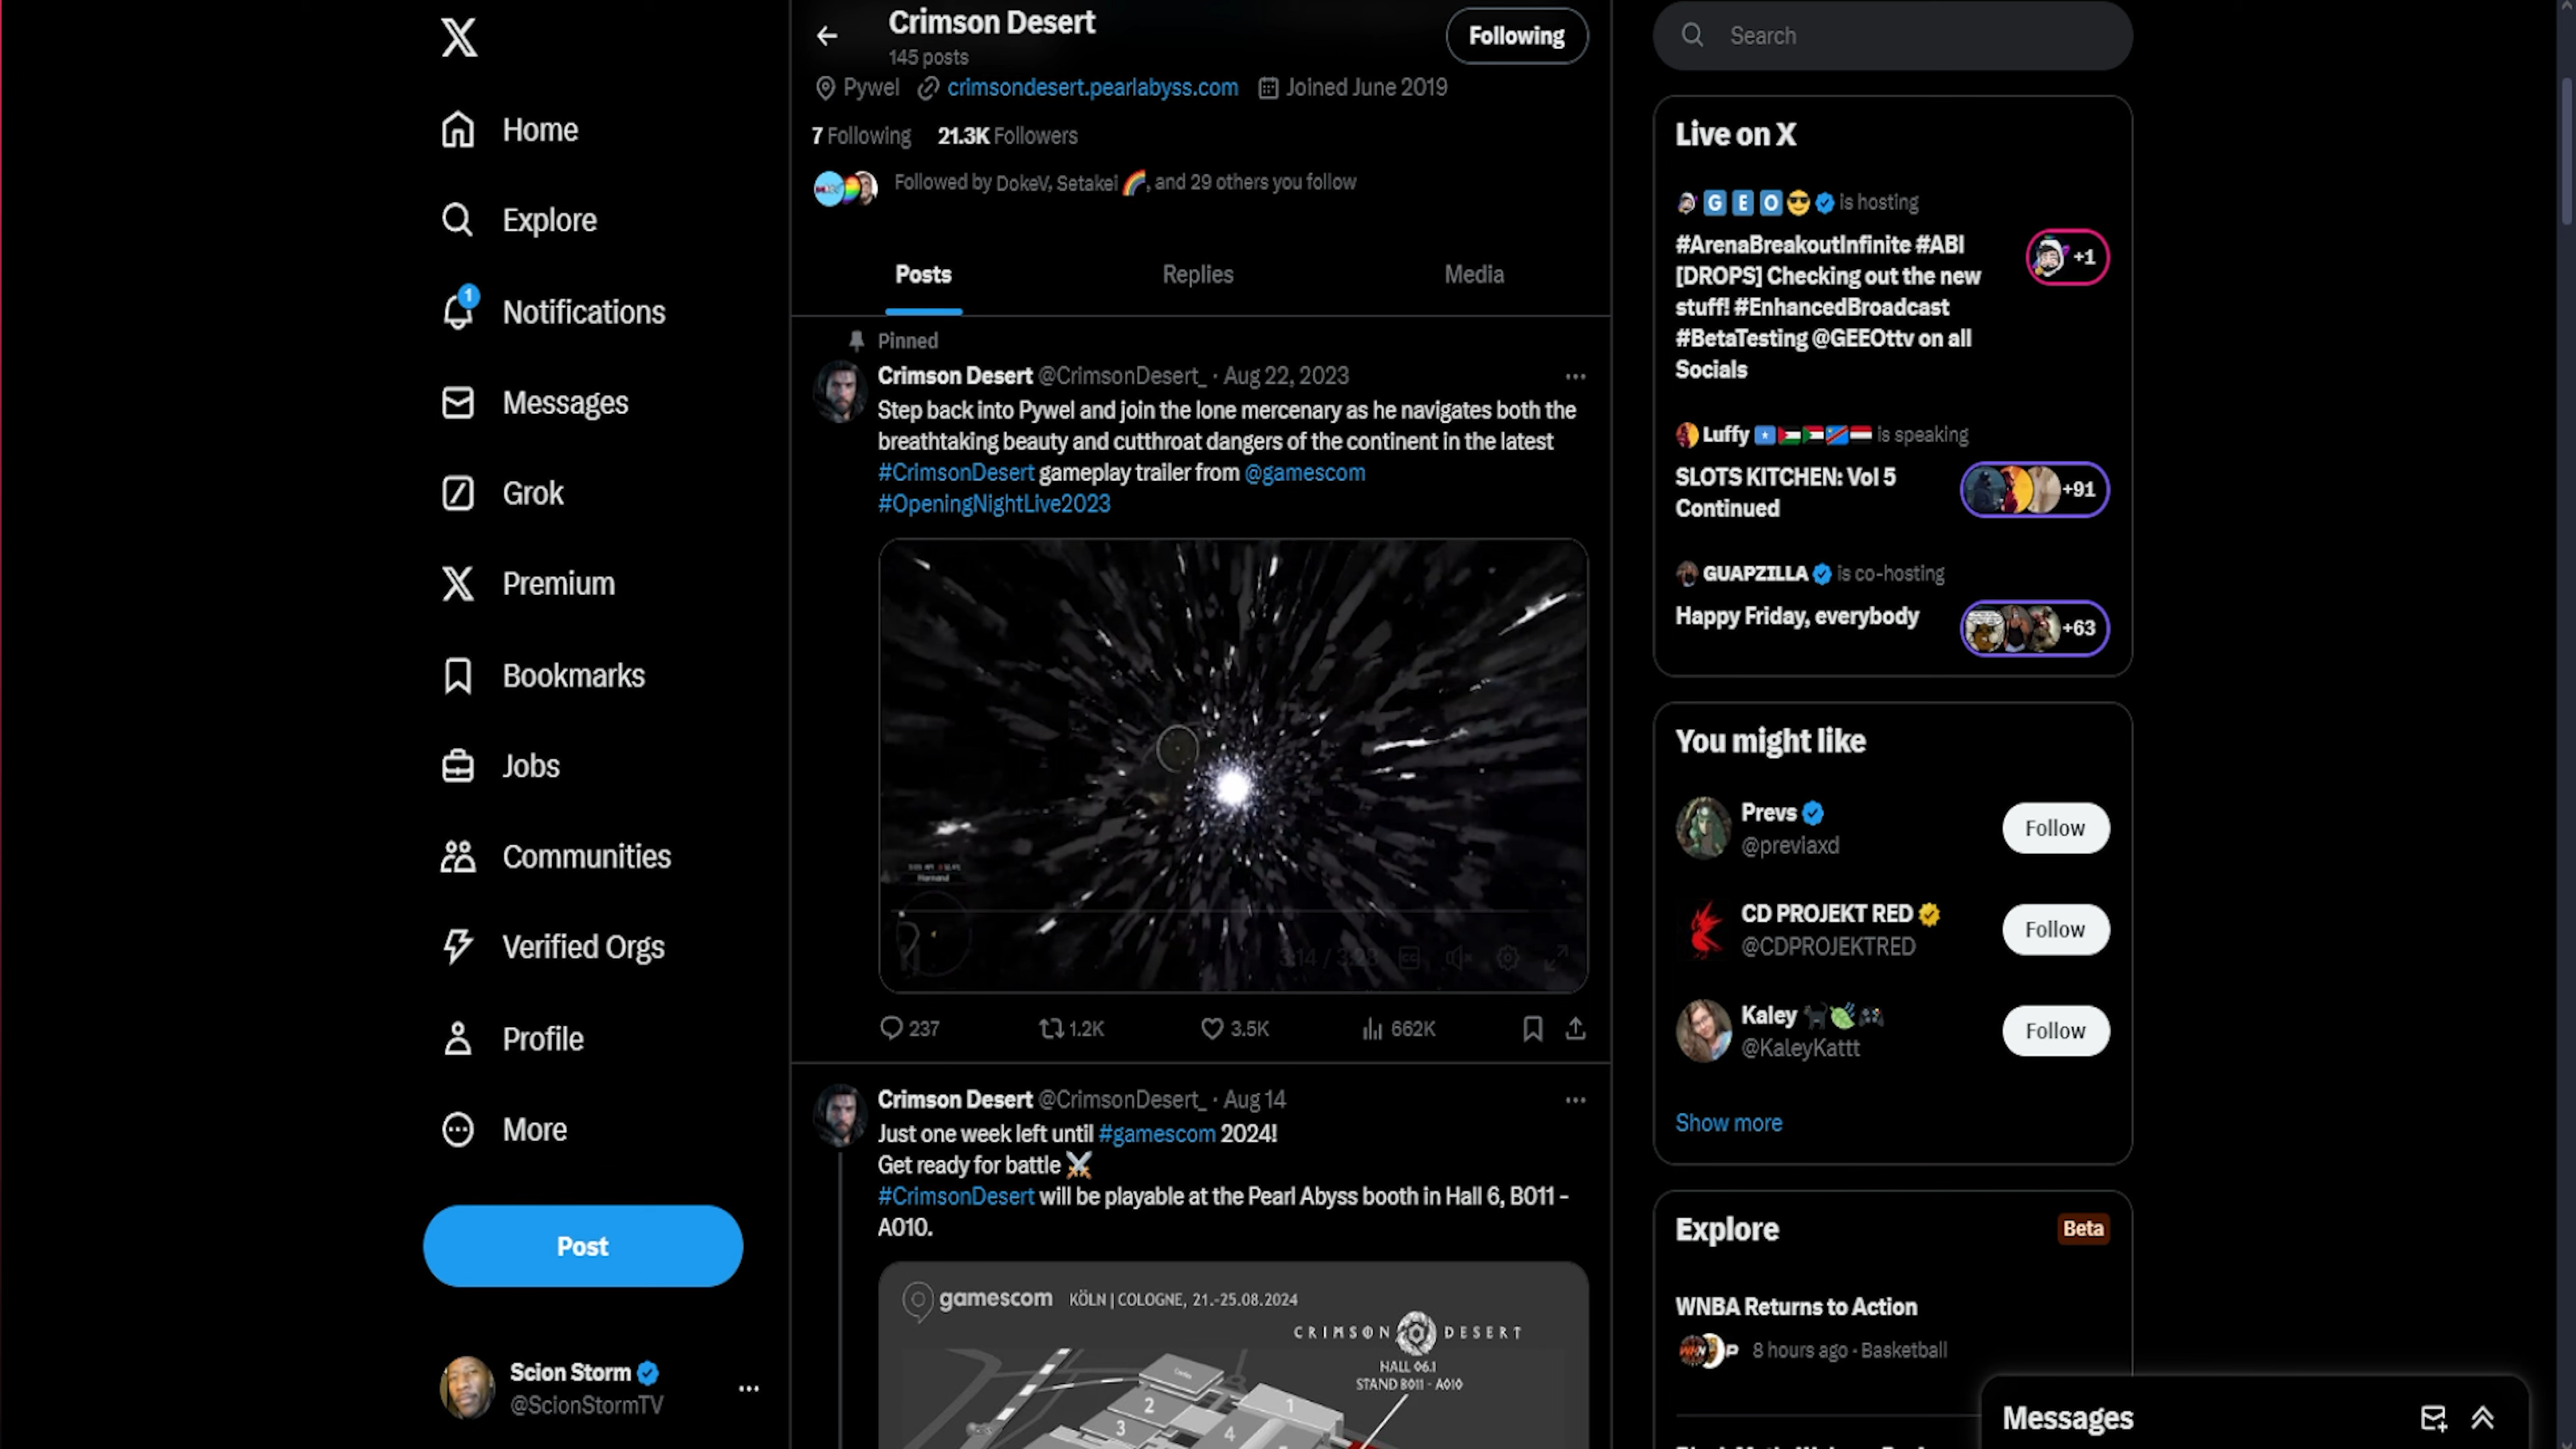 Home
Explore
1
Notifications
Messages
Grok
Premium
Bookmarks
Jobs
Communities
Verified Orgs
Profile
More
Post
Scion Storm
@ScionStormTV
Crimson Desert
145 posts
Following
Pywel crimsondesert.pearlabyss.com Joined June 2019
7 Following 21.3K Followers
Followed by DokeV, Setakei 🌈, and 29 others you follow
Posts Replies Media
Pinned
Crimson Desert @CrimsonDesert_ · Aug 22, 2023
Step back into Pywel and join the lone mercenary as he navigates both the
breathtaking beauty and cutthroat dangers of the continent in the latest
#CrimsonDesert gameplay trailer from @gamescom
#OpeningNightLive2023
Hernand
3:14 / 3:28
237 1.2K 3.5K 662K
Crimson Desert @CrimsonDesert_ · Aug 14
Just one week left until #gamescom 2024!
Get ready for battle ⚔️
#CrimsonDesert will be playable at the Pearl Abyss booth in Hall 6, B011 -
A010.
gamescom KÖLN | COLOGNE, 21.-25.08.2024
CRIMSON DESERT
HALL 06.1
STAND B011 - A010
2
1
3
4
Search
Live on X
🇬 🇪 🇴 😎 is hosting
#ArenaBreakoutInfinite #ABI
[DROPS] Checking out the new
stuff! #EnhancedBroadcast
#BetaTesting @GEEOttv on all
Socials
+1
Luffy is speaking
SLOTS KITCHEN: Vol 5
Continued
+91
GUAPZILLA is co-hosting
Happy Friday, everybody
+63
You might like
Prevs
@previaxd
Follow
CD PROJEKT RED
@CDPROJEKTRED
Follow
Kaley 🐈‍⬛🍃🎮
@KaleyKattt
Follow
Show more
Explore Beta
WNBA Returns to Action
8 hours ago · Basketball
Messages